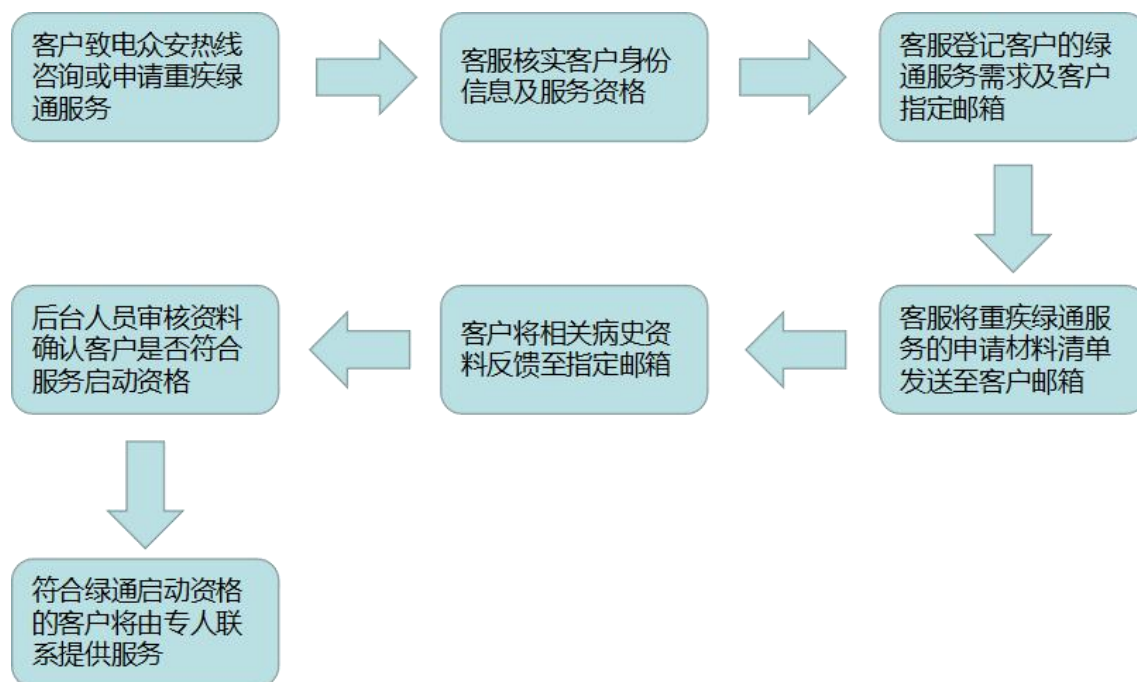 客户致电众安热线
咨询或申请重疾绿
通服务
客服核实客户身份
信息及服务资格
客服登记客户的绿
通服务需求及客户
指定邮箱
客服将重疾绿通服
务的申请材料清单
发送至客户邮箱
客户将相关病史资
料反馈至指定邮箱
后台人员审核资料
确认客户是否符合
服务启动资格
符合绿通启动资格
的客户将由专人联
系提供服务